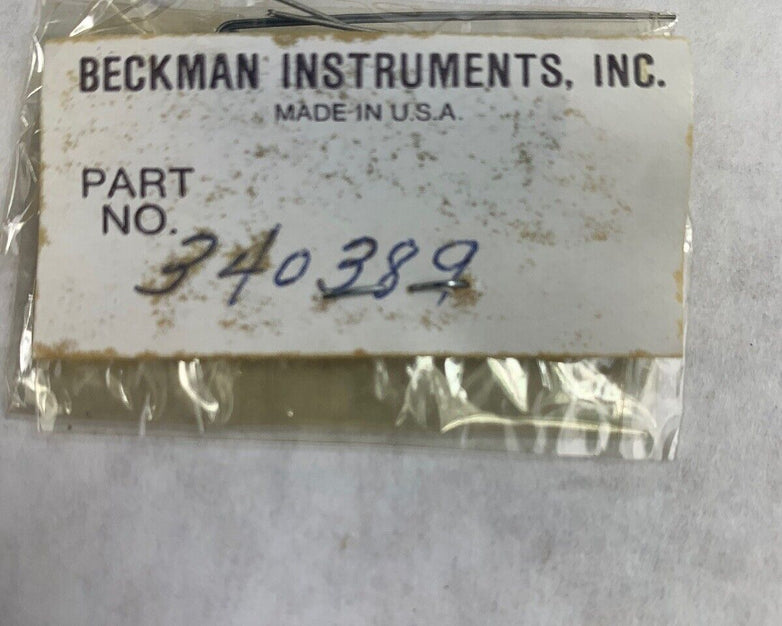 BECKMAN INSTRUMENTS, INC.
MADE IN U.S.A.
PART
NO.
340389